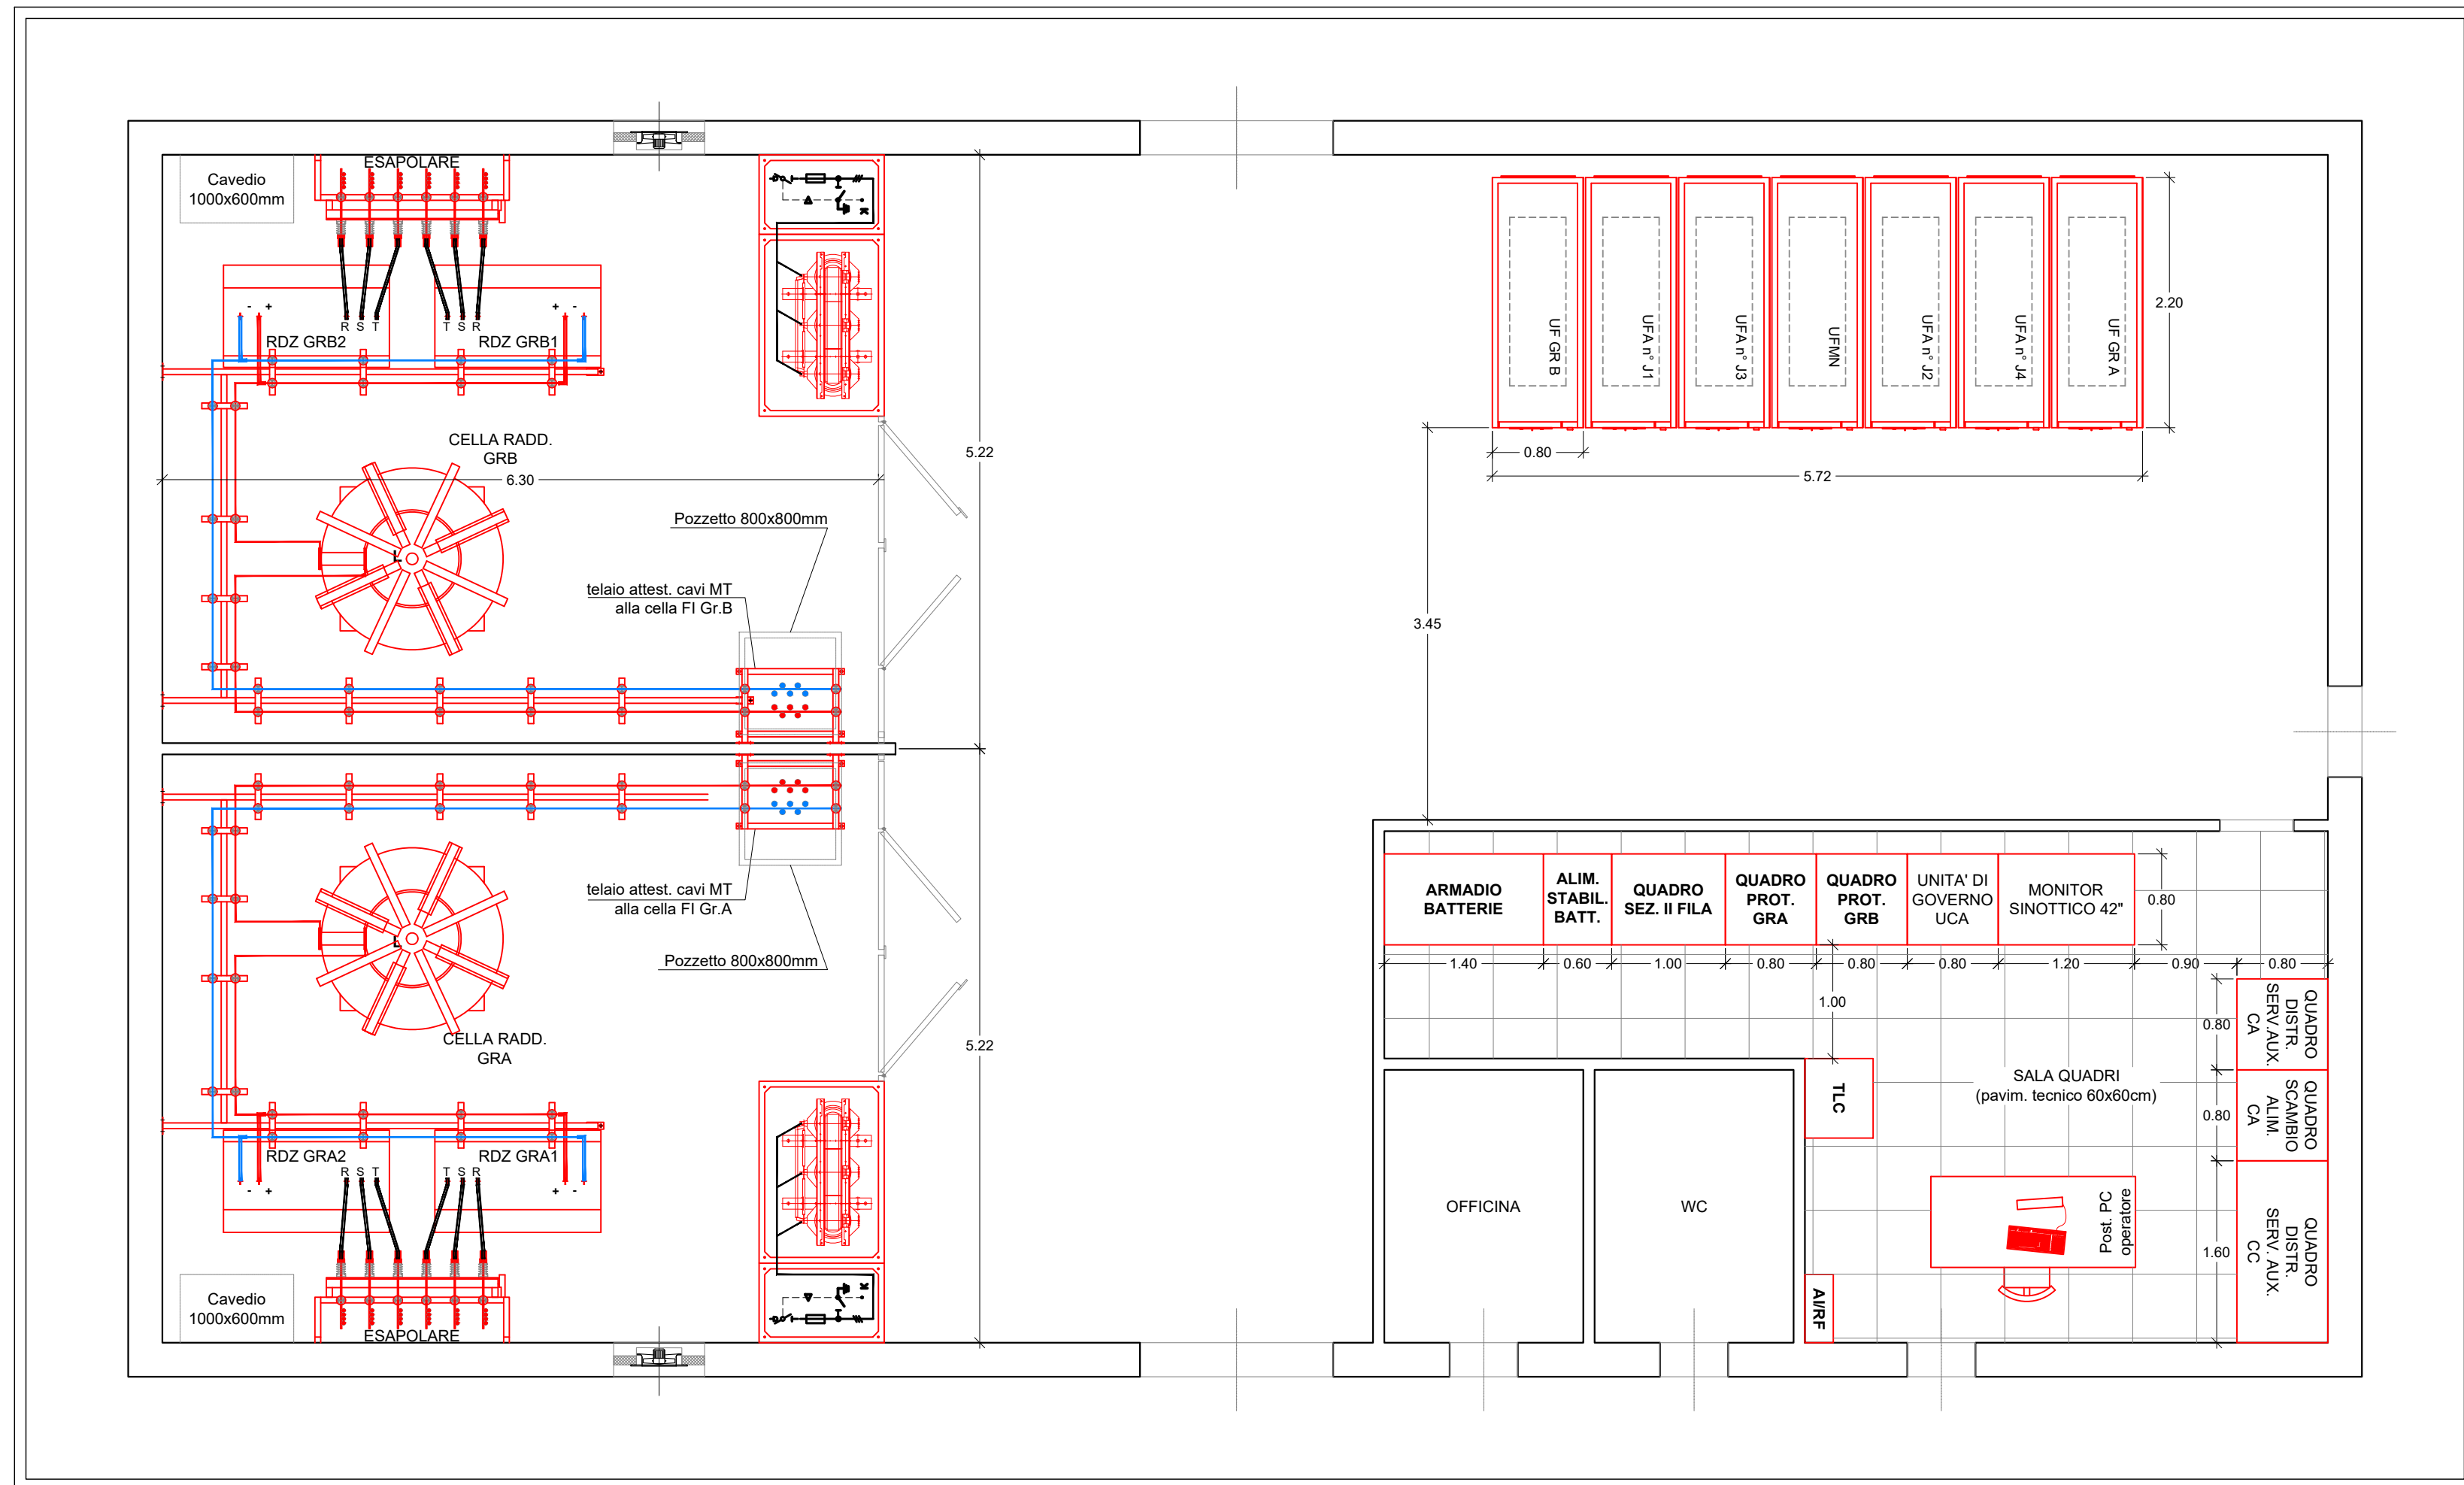 ESAPOLARE
Cavedio
1000x600mm
- +
+ -
R S T
T S R
RDZ GRB2
RDZ GRB1
CELLA RADD.
GRB
6.30
5.22
Pozzetto 800x800mm
telaio attest. cavi MT
alla cella FI Gr.B
telaio attest. cavi MT
alla cella FI Gr.A
Pozzetto 800x800mm
CELLA RADD.
GRA
5.22
RDZ GRA2
RDZ GRA1
R S T
T S R
- +
+ -
Cavedio
1000x600mm
ESAPOLARE
K
K
UF GR B
UFA n° J1
UFA n° J3
UFMN
UFA n° J2
UFA n° J4
UF GR A
2.20
0.80
5.72
3.45
ARMADIO
BATTERIE
ALIM.
STABIL.
BATT.
QUADRO
SEZ. II FILA
QUADRO
PROT.
GRA
QUADRO
PROT.
GRB
UNITA' DI
GOVERNO
UCA
MONITOR
SINOTTICO 42"
0.80
1.40
0.60
1.00
0.80
0.80
0.80
1.20
0.90
0.80
1.00
QUADRO
DISTR.
SERV.AUX.
CA
0.80
QUADRO
SCAMBIO
ALIM.
CA
0.80
QUADRO
DISTR.
SERV. AUX.
CC
1.60
SALA QUADRI
(pavim. tecnico 60x60cm)
TLC
Post. PC
operatore
AI/RF
OFFICINA
WC